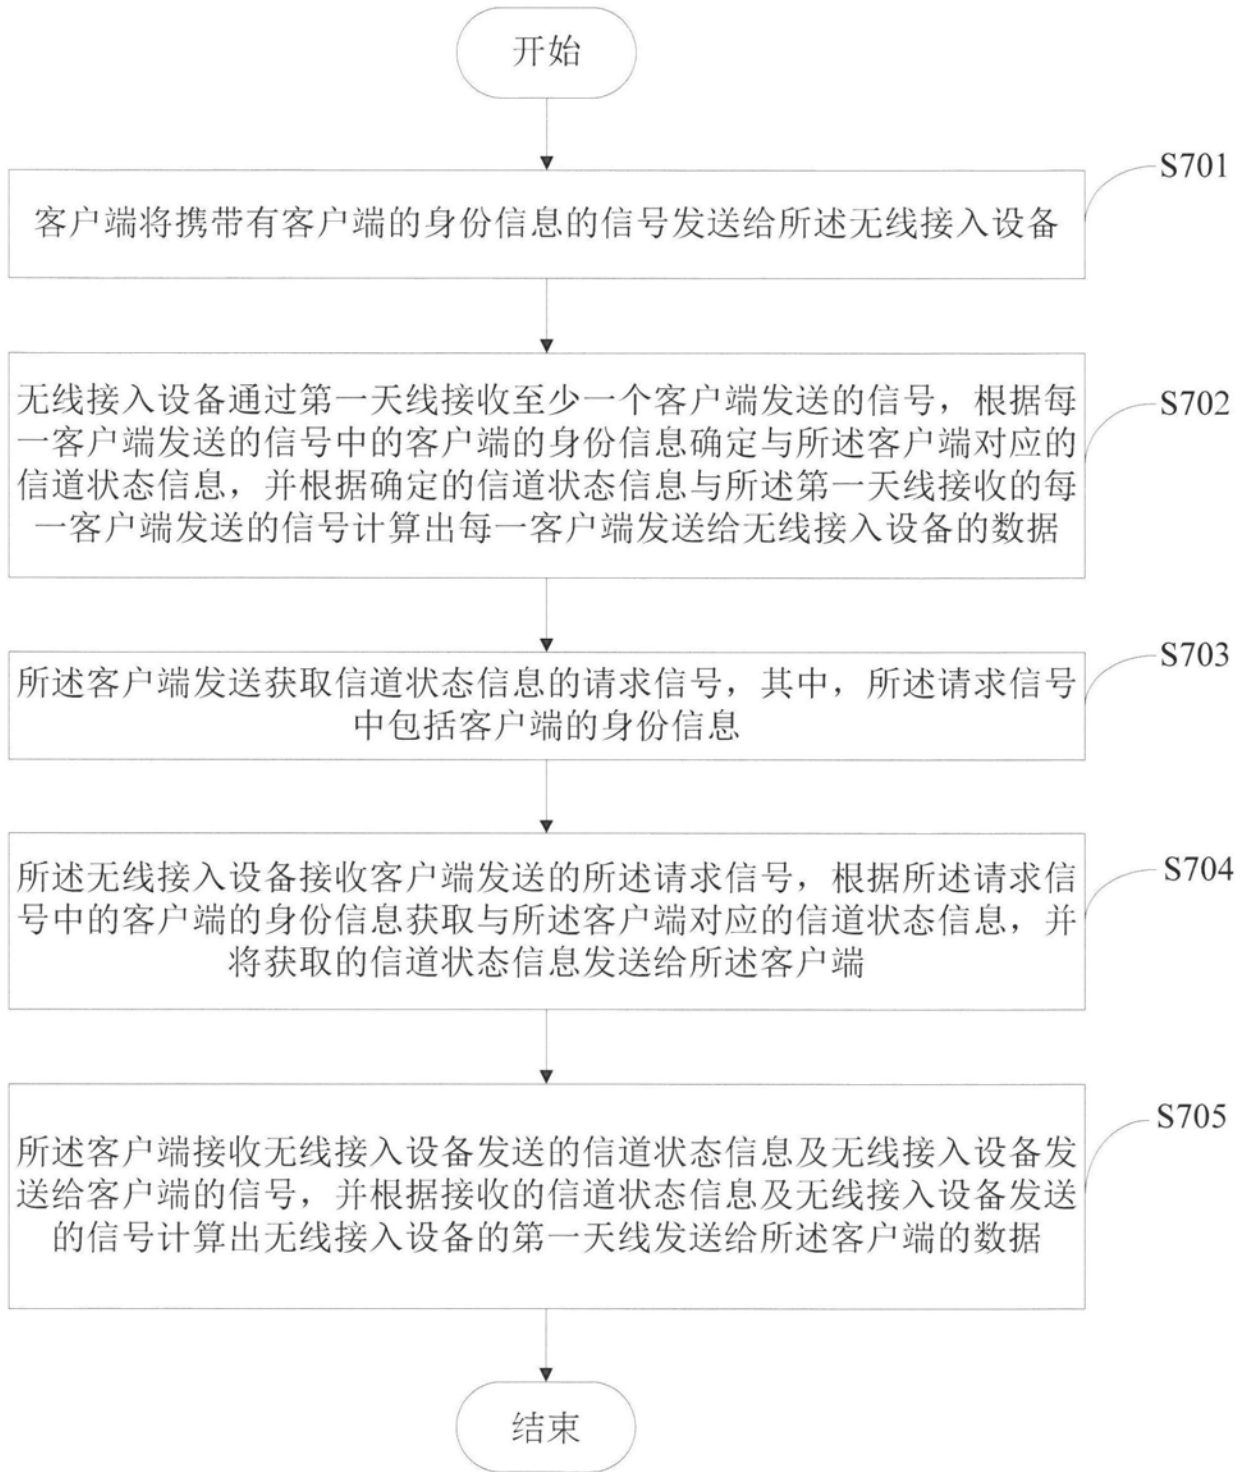 开始
S701
客户端将携带有客户端的身份信息的信号发送给所述无线接入设备
S702
无线接入设备通过第一天线接收至少一个客户端发送的信号，根据每
一客户端发送的信号中的客户端的身份信息确定与所述客户端对应的
信道状态信息，并根据确定的信道状态信息与所述第一天线接收的每
一客户端发送的信号计算出每一客户端发送给无线接入设备的数据
S703
所述客户端发送获取信道状态信息的请求信号，其中，所述请求信号
中包括客户端的身份信息
S704
所述无线接入设备接收客户端发送的所述请求信号，根据所述请求信
号中的客户端的身份信息获取与所述客户端对应的信道状态信息，并
将获取的信道状态信息发送给所述客户端
S705
所述客户端接收无线接入设备发送的信道状态信息及无线接入设备发
送给客户端的信号，并根据接收的信道状态信息及无线接入设备发送
的信号计算出无线接入设备的第一天线发送给所述客户端的数据
结束